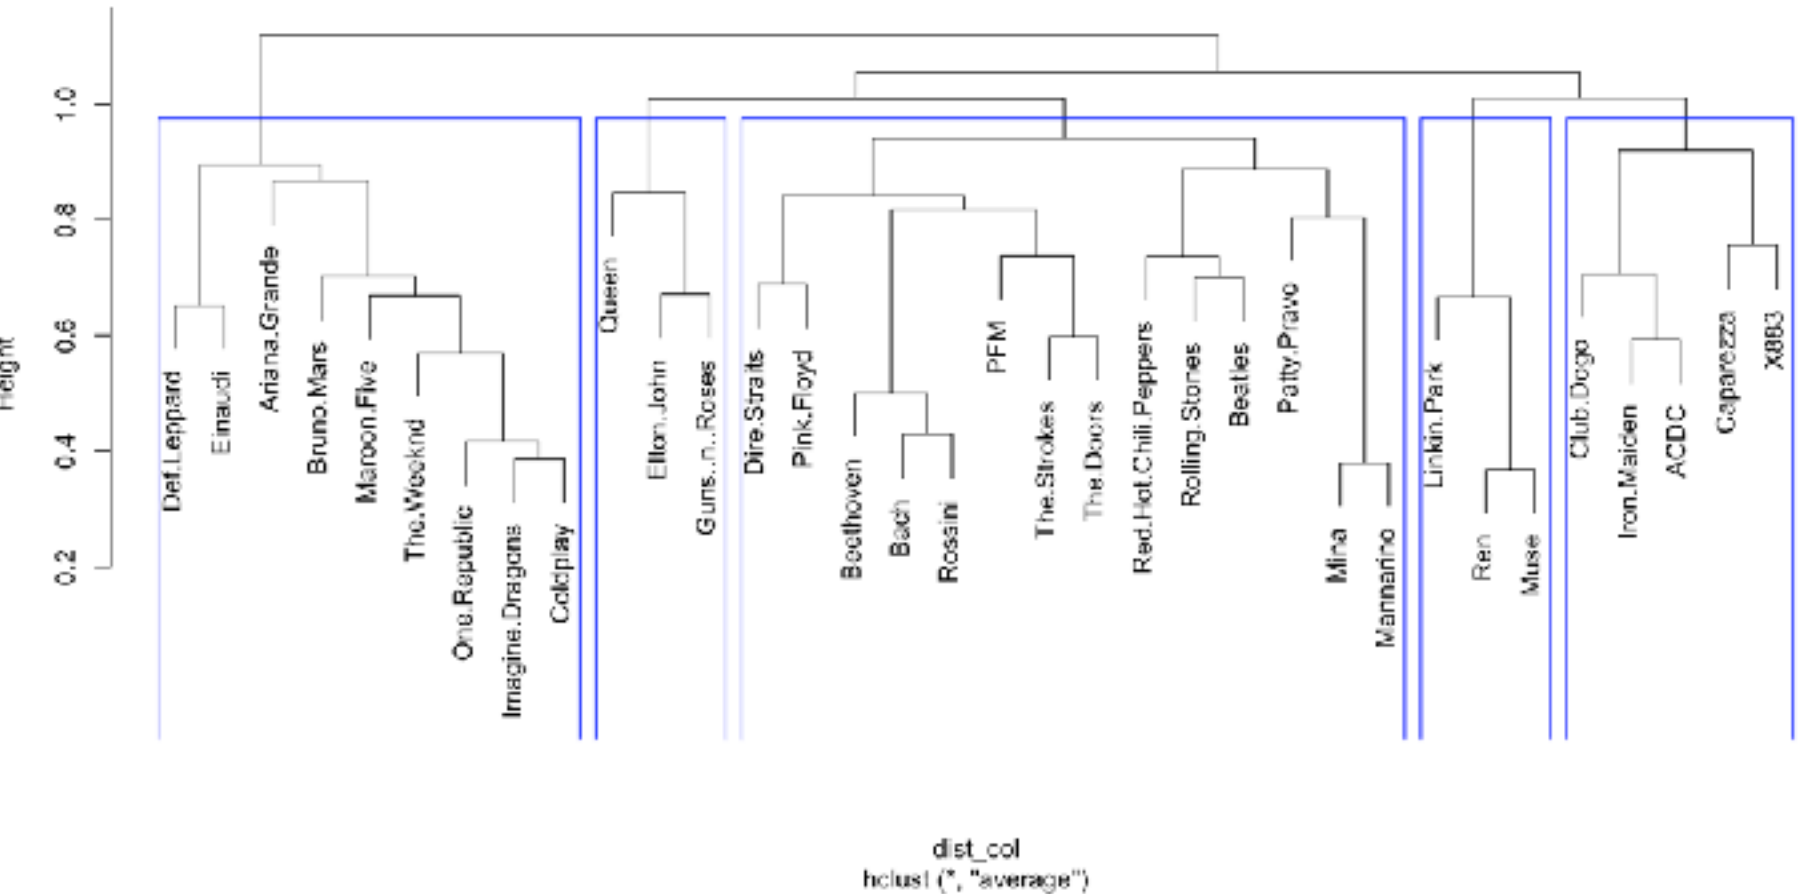 Height
1.0
0.8
0.6
0.4
0.2
Def.Leppard
Einaudi
Ariana.Grande
Bruno.Mars
Maroon.Five
The.Weeknd
One.Republic
Imagine.Dragons
Coldplay
Queen
Elton.John
Guns..n..Roses
Dire.Straits
Pink.Floyd
Beethoven
Bach
Rossini
PFM
The.Strokes
The.Doors
Red.Hot.Chili.Peppers
Rolling.Stones
Beatles
Patty.Pravo
Mina
Mannarino
Linkin.Park
Ren
Muse
Club.Dogo
Iron.Maiden
ACDC
Caparezza
X883
dist_col
hclust (*, "average")